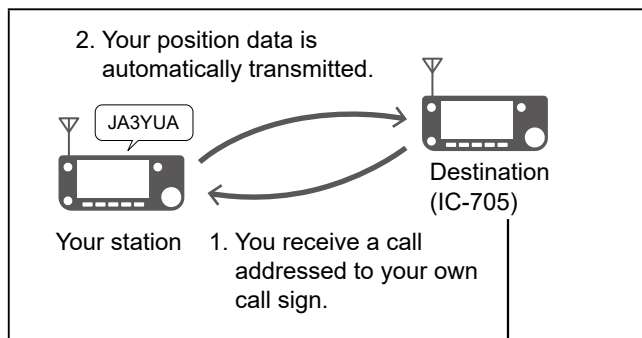 2. Your position data is
automatically transmitted.
JA3YUA
Destination
(IC-705)
Your station
1. You receive a call
addressed to your own
call sign.